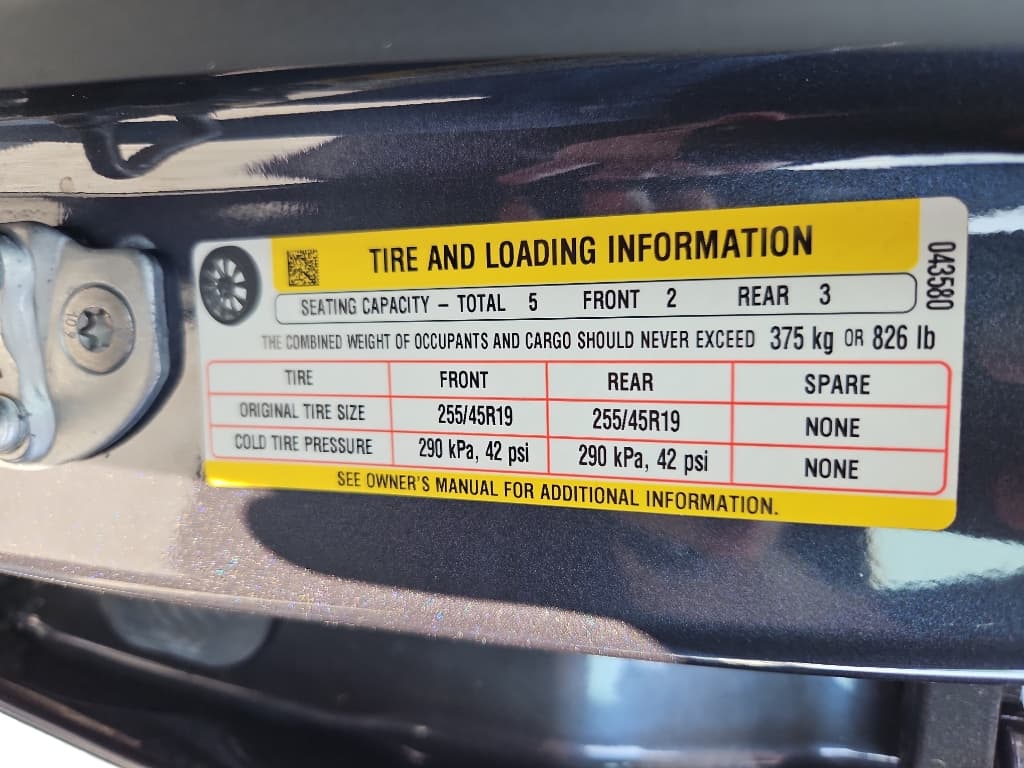 TIRE AND LOADING INFORMATION
043580
SEATING CAPACITY – TOTAL 5 FRONT 2 REAR 3
THE COMBINED WEIGHT OF OCCUPANTS AND CARGO SHOULD NEVER EXCEED 375 kg OR 826 lb
TIRE FRONT REAR SPARE
ORIGINAL TIRE SIZE 255/45R19 255/45R19 NONE
COLD TIRE PRESSURE 290 kPa, 42 psi 290 kPa, 42 psi NONE
SEE OWNER'S MANUAL FOR ADDITIONAL INFORMATION.